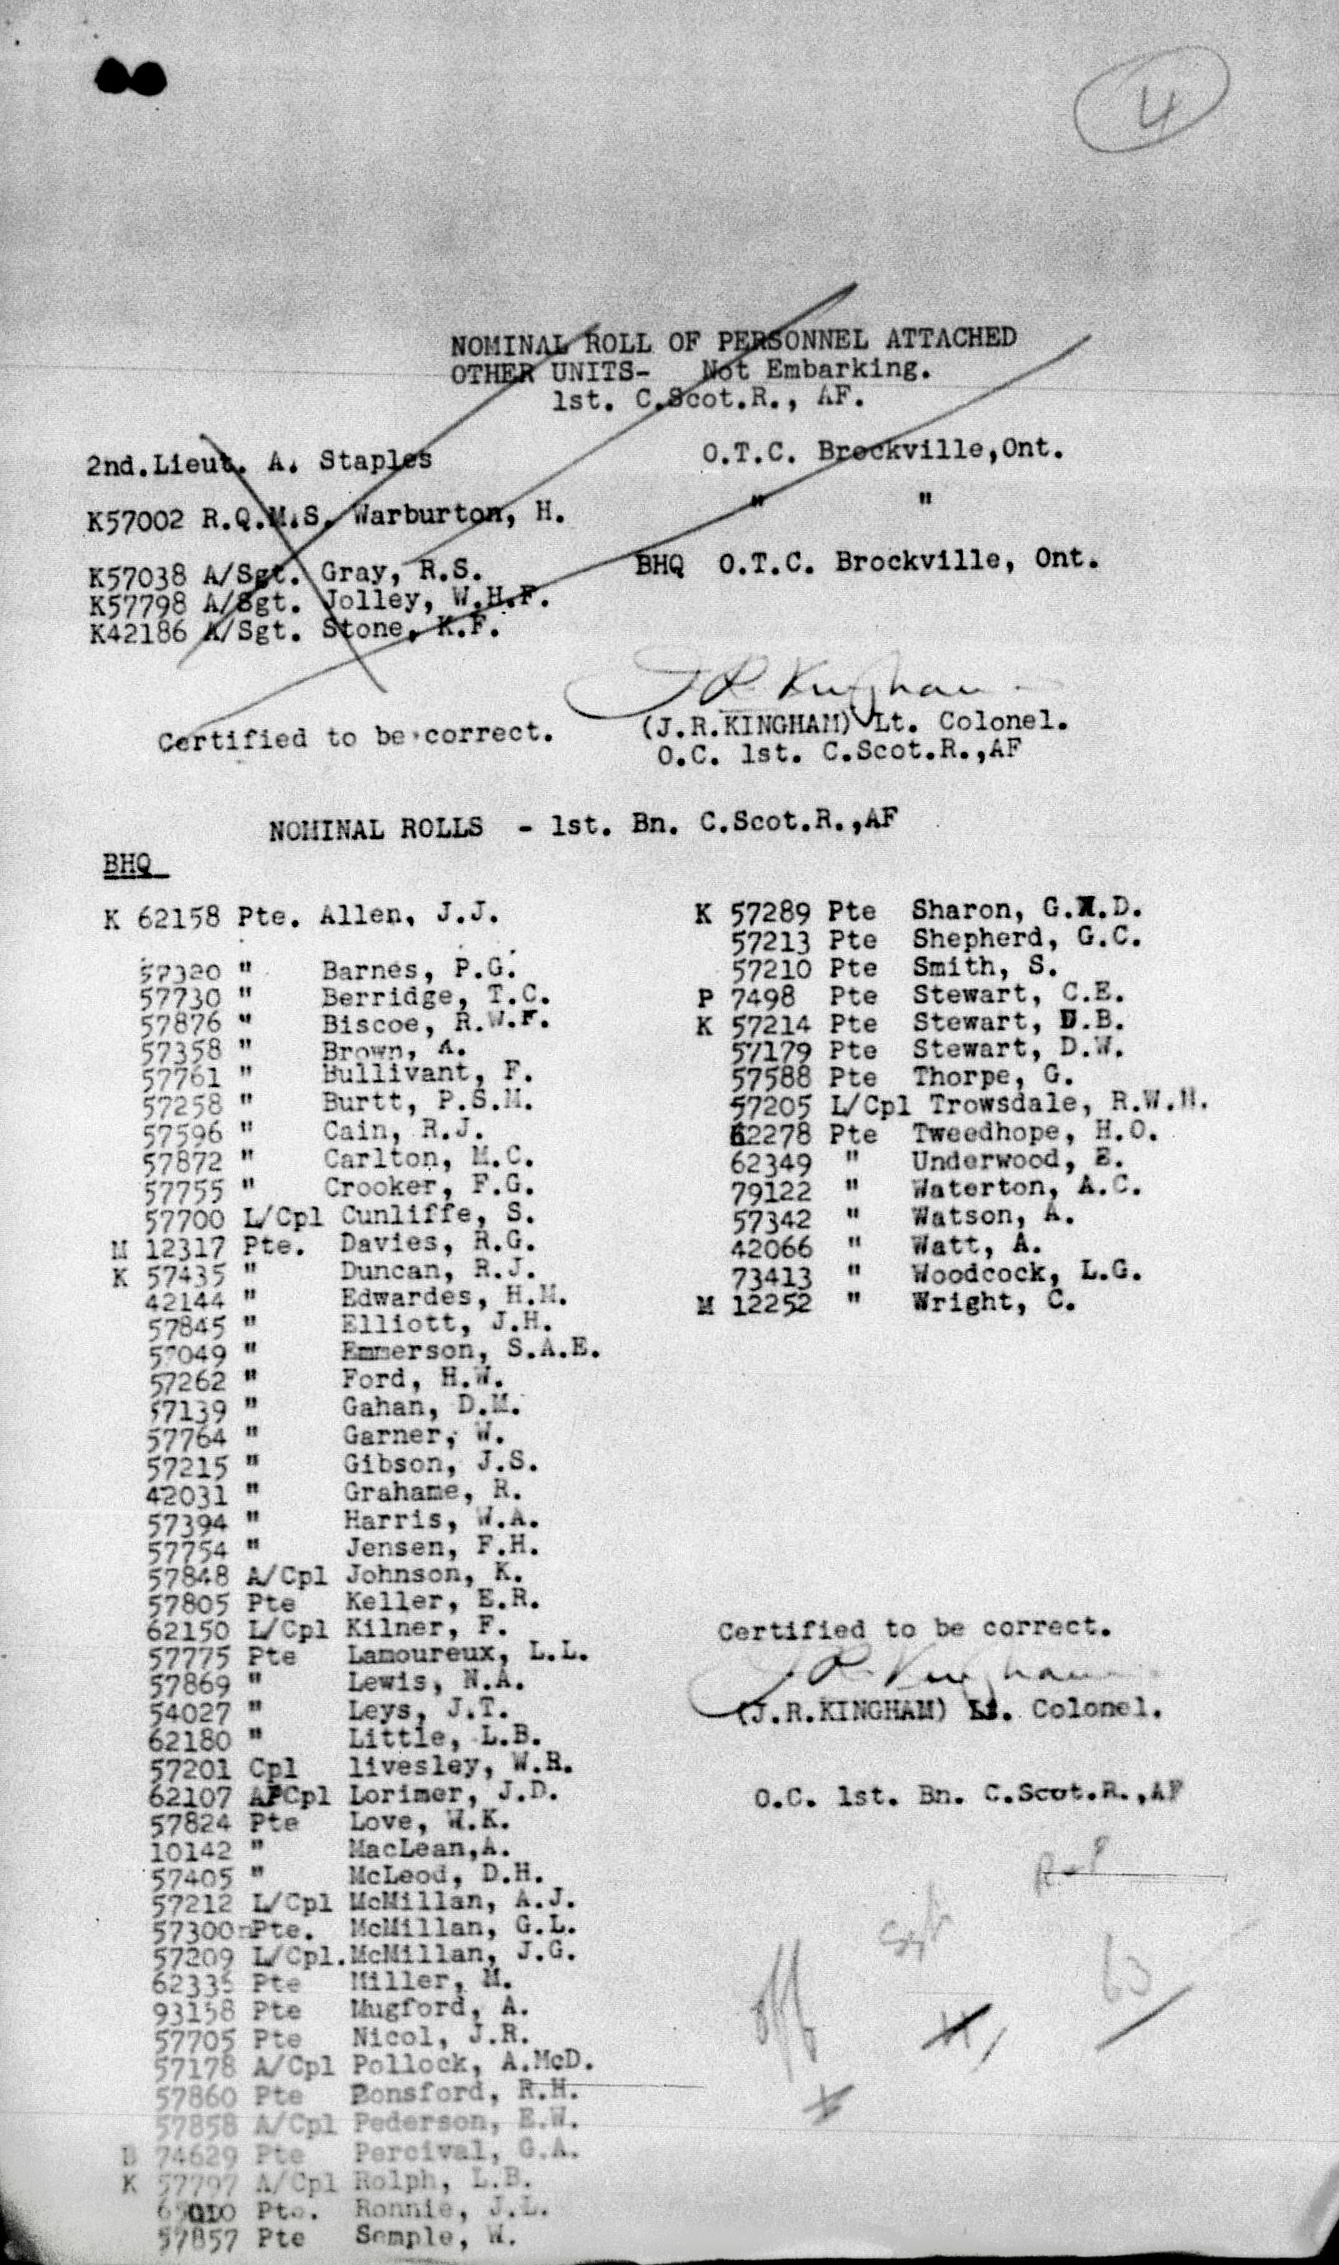 4
NOMINAL ROLL OF PERSONNEL ATTACHED
OTHER UNITS- Not Embarking.
1st. C.Scot.R., AF.
2nd.Lieut. A. Staples O.T.C. Brockville,Ont.
K57002 R.Q.M.S. Warburton, H. " "
K57038 A/Sgt. Gray, R.S. BHQ O.T.C. Brockville, Ont.
K57798 A/Sgt. Jolley, W.H.F.
K42186 A/Sgt. Stone, K.F.
J R Kingham
Certified to be correct. (J.R.KINGHAM) Lt. Colonel.
O.C. 1st. C.Scot.R.,AF
NOMINAL ROLLS - 1st. Bn. C.Scot.R.,AF
BHQ
K 62158 Pte. Allen, J.J.
57320 " Barnes, P.G.
57730 " Berridge, T.C.
57876 " Biscoe, R.W.F.
57358 " Brown, A.
57761 " Bullivant, F.
57258 " Burtt, P.S.M.
57596 " Cain, R.J.
57872 " Carlton, M.C.
57755 " Crooker, F.G.
57700 L/Cpl Cunliffe, S.
M 12317 Pte. Davies, R.G.
K 57435 " Duncan, R.J.
42144 " Edwardes, H.M.
57845 " Elliott, J.H.
57049 " Emmerson, S.A.E.
57262 " Ford, H.W.
57139 " Gahan, D.M.
57764 " Garner, W.
57215 " Gibson, J.S.
42031 " Grahame, R.
57394 " Harris, W.A.
57754 " Jensen, F.H.
57848 A/Cpl Johnson, K.
57805 Pte Keller, E.R.
62150 L/Cpl Kilner, F.
57775 Pte Lamoureux, L.L.
57869 " Lewis, N.A.
54027 " Leys, J.T.
62180 " Little, L.B.
57201 Cpl livesley, W.R.
62107 A/Cpl Lorimer, J.D.
57824 Pte Love, W.K.
10142 " MacLean,A.
57405 " McLeod, D.H.
57212 L/Cpl McMillan, A.J.
57300 Pte. McMillan, G.L.
57209 L/Cpl.McMillan, J.G.
62335 Pte Miller, M.
93158 Pte Mugford, A.
57705 Pte Nicol, J.R.
57178 A/Cpl Pollock, A.McD.
57860 Pte Ponsford, R.H.
57858 A/Cpl Pederson, E.W.
B 74629 Pte Percival, G.A.
K 57797 A/Cpl Rolph, L.B.
Pte. Ronnie, J.L.
57857 Pte Semple, W.
K 57289 Pte Sharon, G.X.D.
57213 Pte Shepherd, G.C.
57210 Pte Smith, S.
P 7498 Pte Stewart, C.E.
K 57214 Pte Stewart, D.B.
57179 Pte Stewart, D.W.
57588 Pte Thorpe, G.
57205 L/Cpl Trowsdale, R.W.H.
62278 Pte Tweedhope, H.O.
62349 " Underwood, E.
79122 " Waterton, A.C.
57342 " Watson, A.
42066 " Watt, A.
73413 " Woodcock, L.G.
M 12252 " Wright, C.
Certified to be correct.
J R Kingham
(J.R.KINGHAM) Lt. Colonel.
O.C. 1st. Bn. C.Scot.R.,AF